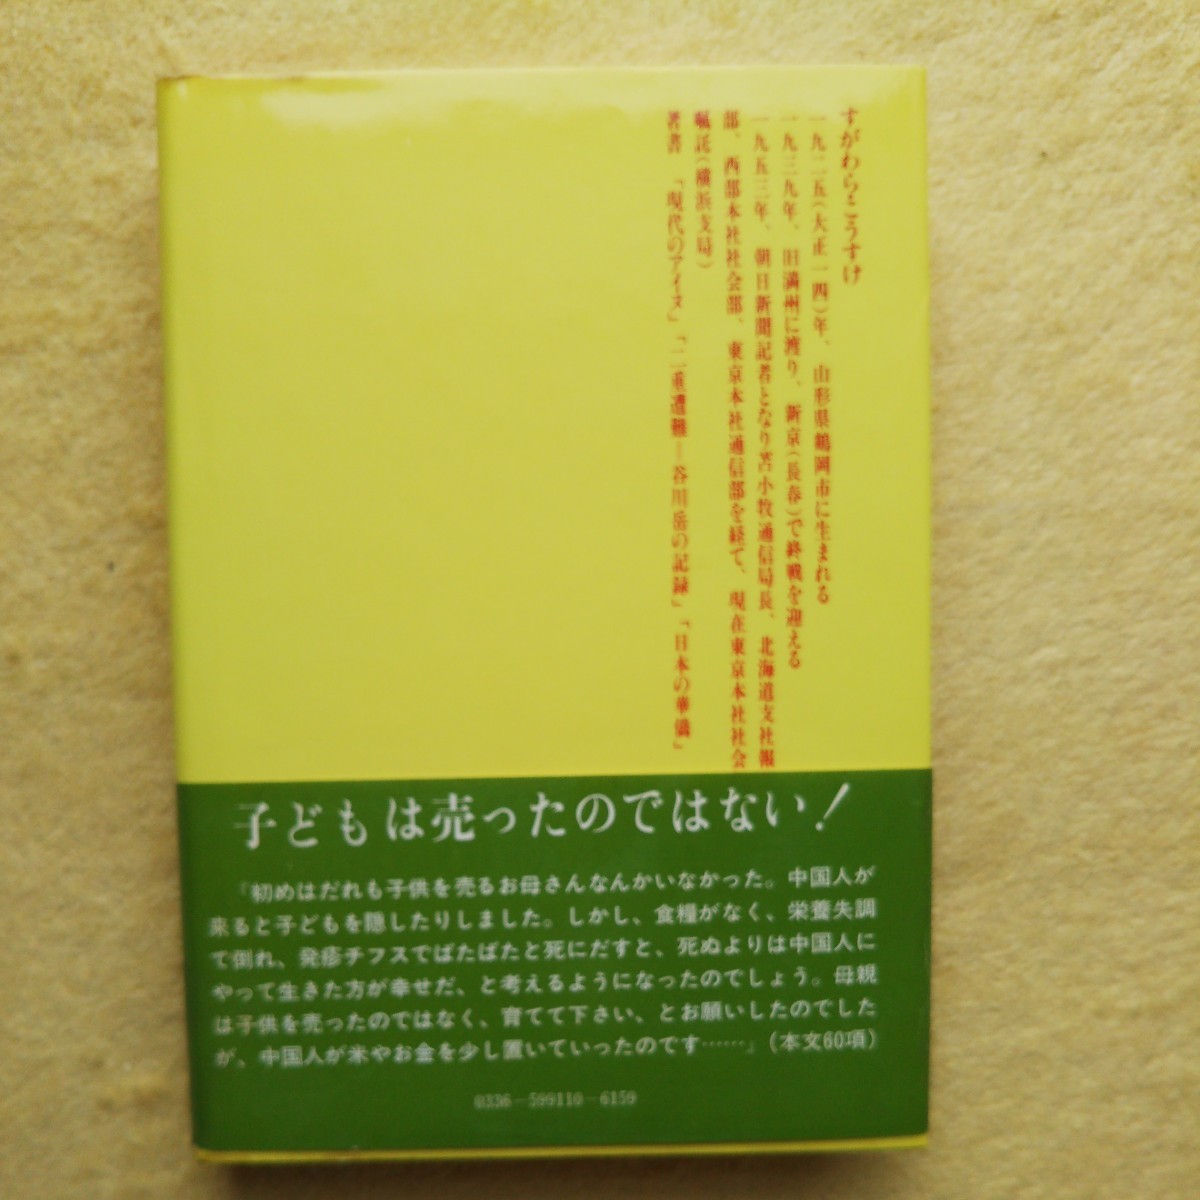 すがわらこうすけ
一九二五(大正一四)年、山形県鶴岡市に生まれる
一九三九年、旧満州に渡り、新京(長春)で終戦を迎える
一九五三年、朝日新聞記者となり苫小牧通信局長、北海道支社報
部、西部本社社会部、東京本社通信部を経て、現在東京本社社会
嘱託(横浜支局)
著書 「現代のアイヌ」「二重遭難―谷川岳の記録」「日本の華僑」
子どもは売ったのではない!
『初めはだれも子供を売るお母さんなんかいなかった。中国人が
来ると子どもを隠したりしました。しかし、食糧がなく、栄養失調
て倒れ、発疹チフスでばたばたと死にだすと、死ぬよりは中国人に
やって生きた方が幸せだ、と考えるようになったのでしょう。母親
は子供を売ったのではなく、育てて下さい、とお願いしたのでした
が、中国人が米やお金を少し置いていったのです……』(本文60項)
0336-599110-6159